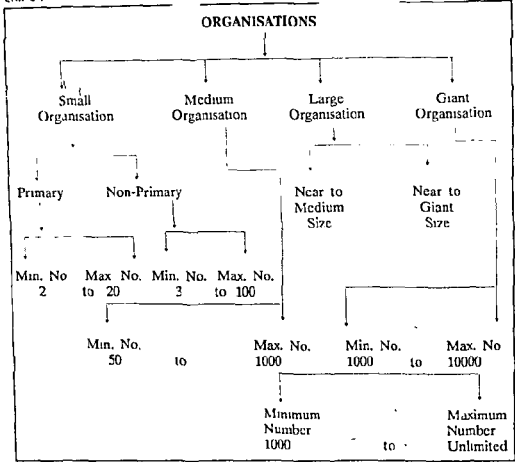 ORGANISATIONS
Small Organisation
Medium Organisation
Large Organisation
Giant Organisation
Primary
Non-Primary
Near to Medium Size
Near to Giant Size
Min. No Max No. Min. No. Max. No.
2 to 20 3 to 100
Min. No. Max. No. Min. No. Max. No
50 to 1000 1000 to 10000
Minimum Number 1000
to
Maximum Number Unlimited